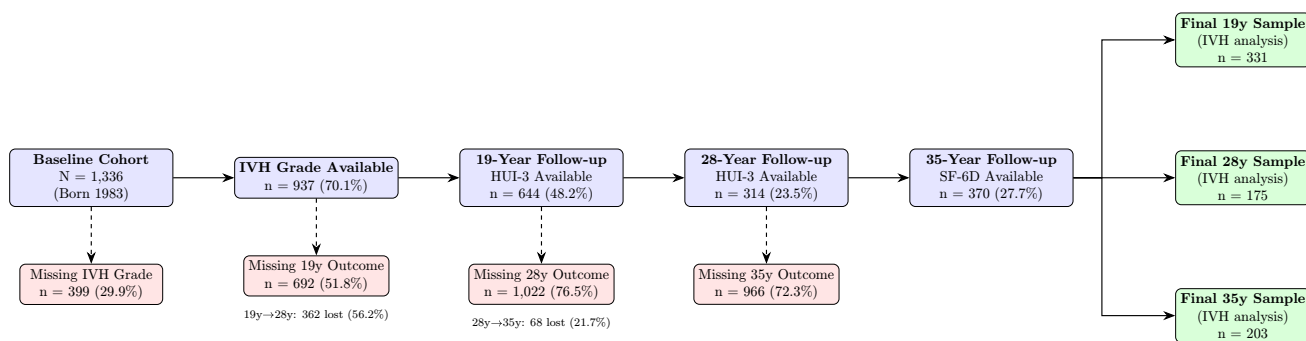 Baseline Cohort
N = 1,336
(Born 1983)
Missing IVH Grade
n = 399 (29.9%)
IVH Grade Available
n = 937 (70.1%)
Missing 19y Outcome
n = 692 (51.8%)
19y→28y: 362 lost (56.2%)
19-Year Follow-up
HUI-3 Available
n = 644 (48.2%)
Missing 28y Outcome
n = 1,022 (76.5%)
28y→35y: 68 lost (21.7%)
28-Year Follow-up
HUI-3 Available
n = 314 (23.5%)
Missing 35y Outcome
n = 966 (72.3%)
35-Year Follow-up
SF-6D Available
n = 370 (27.7%)
Final 19y Sample
(IVH analysis)
n = 331
Final 28y Sample
(IVH analysis)
n = 175
Final 35y Sample
(IVH analysis)
n = 203